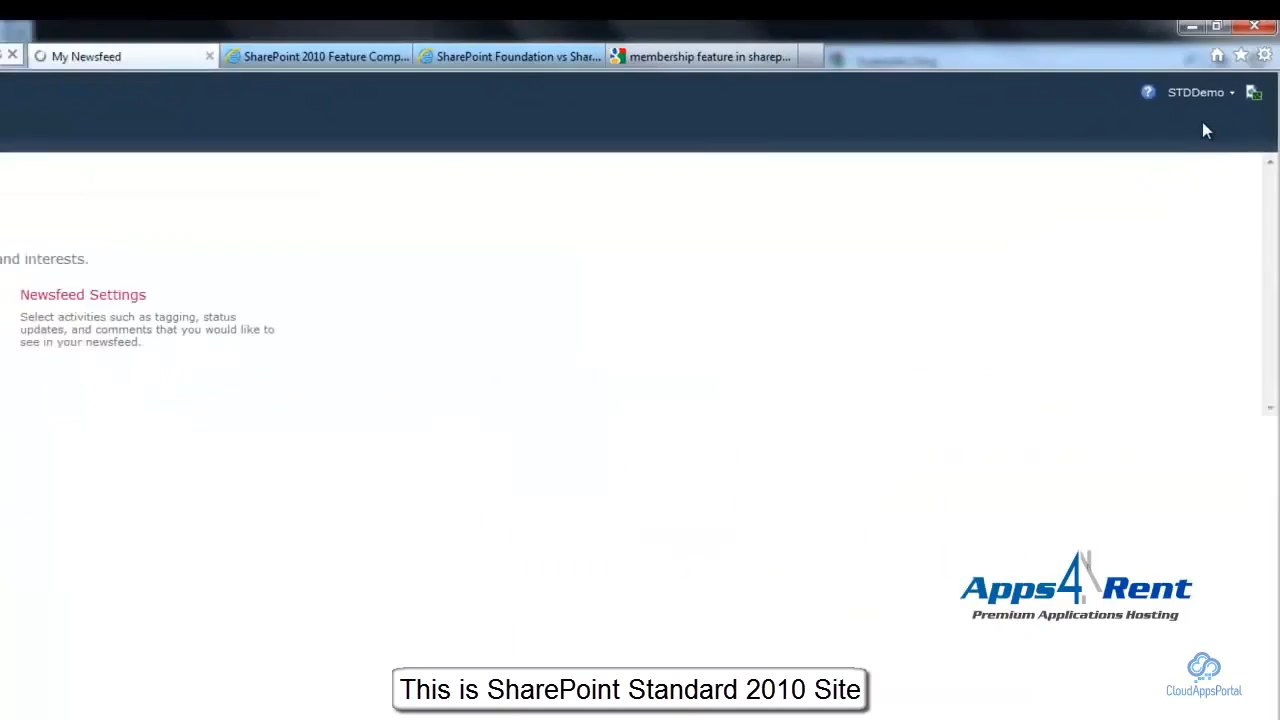 My Newsfeed
SharePoint 2010 Feature Comp...
SharePoint Foundation vs Shar...
membership feature in sharep...
STDDemo
and interests.
Newsfeed Settings
Select activities such as tagging, status
updates, and comments that you would like to
see in your newsfeed.
Apps4Rent
Premium Applications Hosting
CloudAppsPortal
This is SharePoint Standard 2010 Site